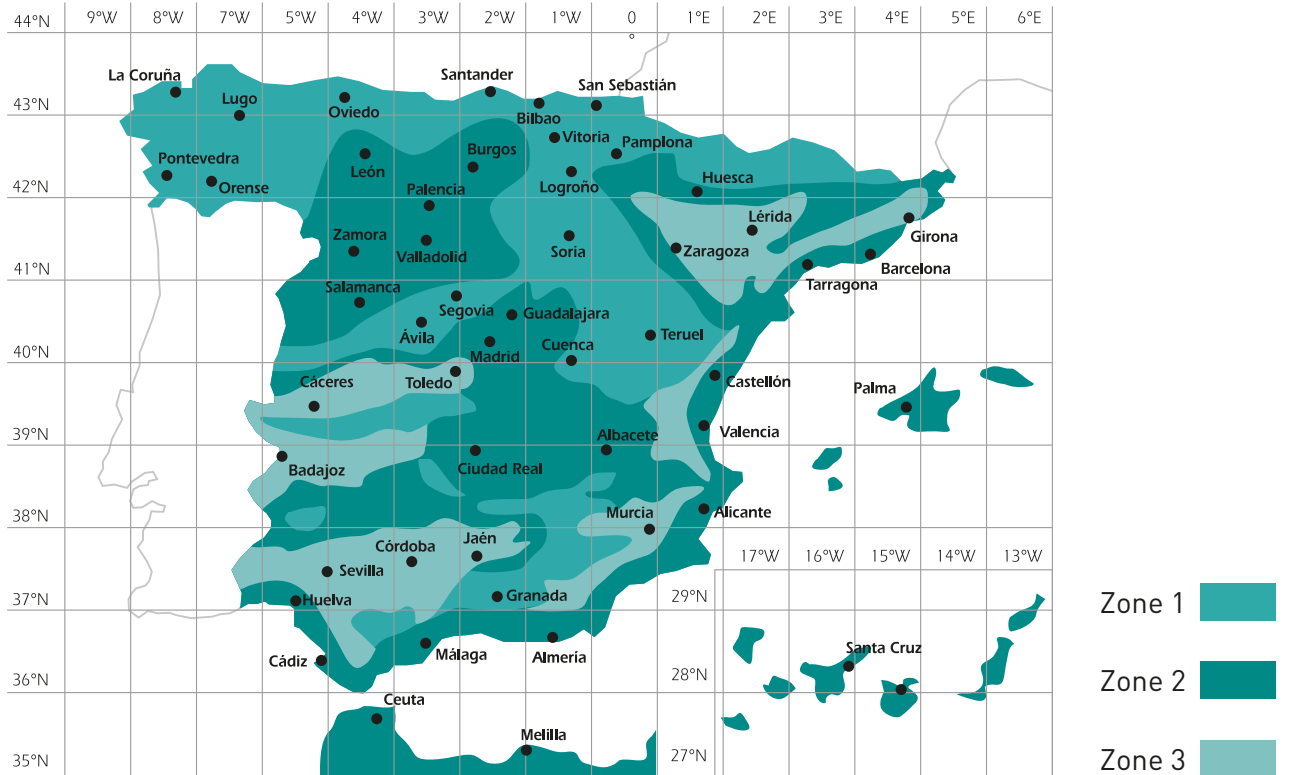 44°N 9°W 8°W 7°W 5°W 4°W 3°W 2°W 1°W 0 1°E 2°E 3°E 4°E 5°E 6°E
°
La Coruña
Santander
San Sebastián
Lugo
Oviedo
43°N
Bilbao
Vitoria
Pamplona
Pontevedra
Burgos
León
Huesca
42°N
Orense
Palencia
Logroño
Lérida
Zamora
Girona
Valladolid
Soria
Zaragoza
41°N
Barcelona
Salamanca
Tarragona
Segovia
Guadalajara
Ávila
Teruel
Cuenca
40°N
Madrid
Cáceres
Toledo
Castellón
Palma
Valencia
39°N
Albacete
Badajoz
Ciudad Real
Murcia
Alicante
38°N
Jaén
Córdoba
17°W 16°W 15°W 14°W 13°W
Sevilla
37°N
Huelva
Granada
29°N
Zone 1
Cádiz
Málaga
Almería
Santa Cruz
36°N
28°N
Zone 2
Ceuta
Melilla
35°N
27°N
Zone 3